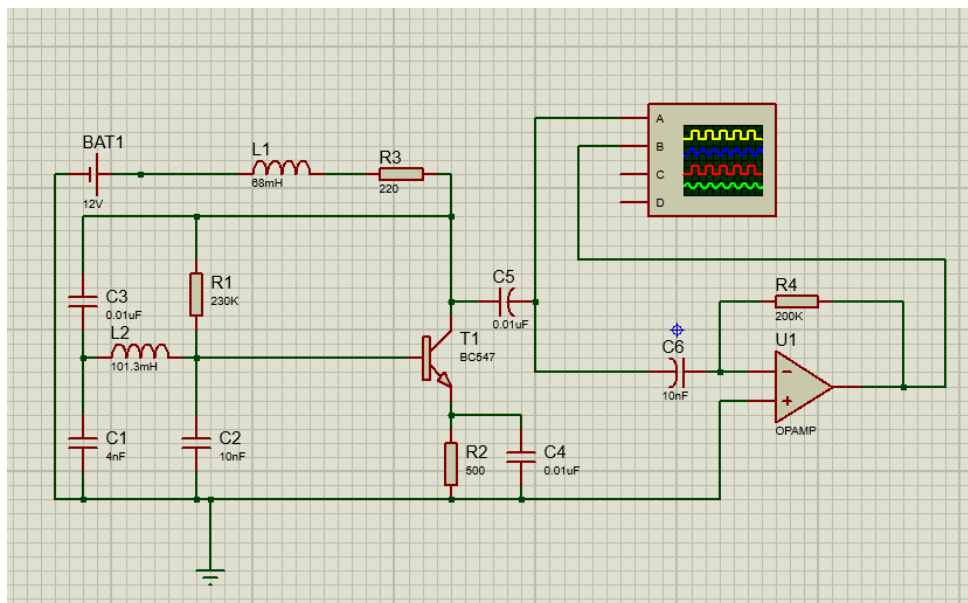 BAT1
12V
L1
68mH
R3
220
A
B
C
D
C3
0.01uF
R1
230K
L2
101.3mH
C5
0.01uF
T1
BC547
R4
200K
C6
10nF
U1
OPAMP
C1
4nF
C2
10nF
R2
500
C4
0.01uF